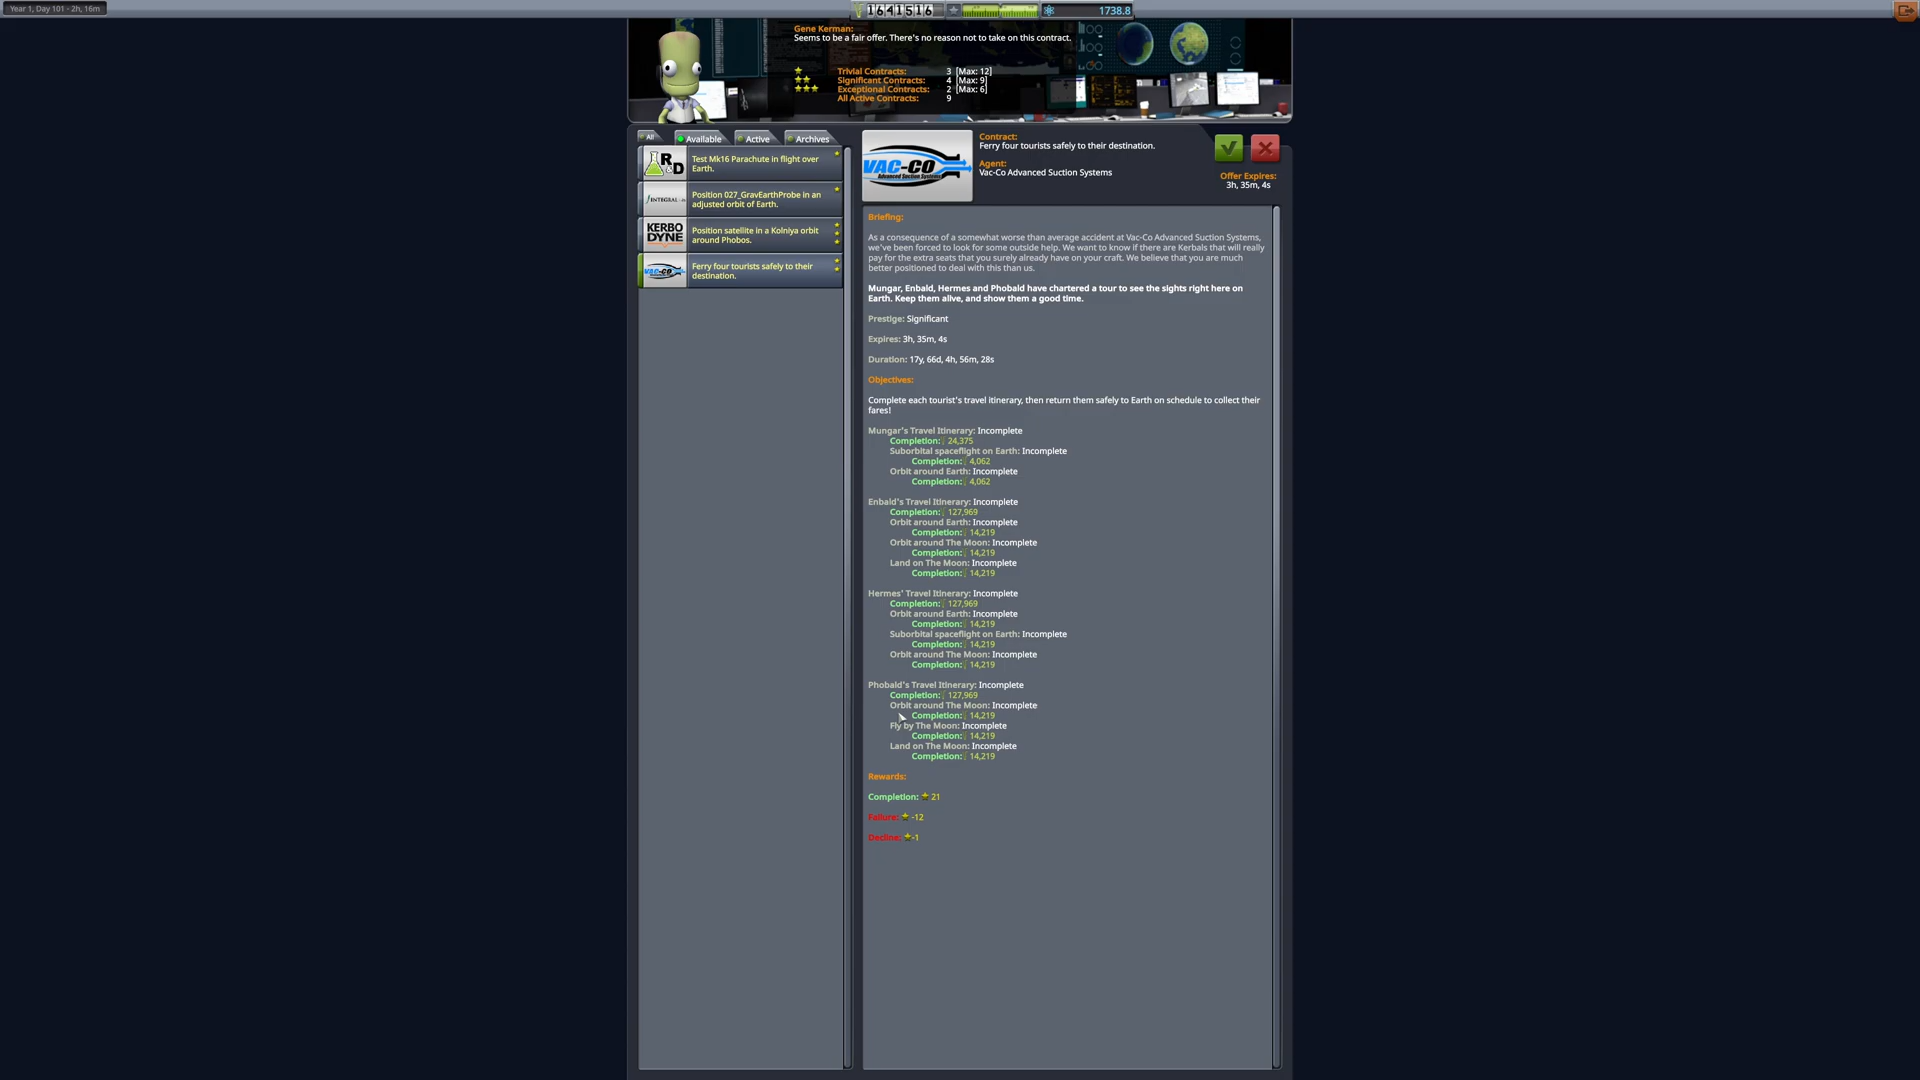 Year 1, Day 101 - 2h, 16m
1641516
1738.8
Gene Kerman:
Seems to be a fair offer. There's no reason not to take on this contract.
Trivial Contracts: 3 [Max: 12]
Significant Contracts: 4 [Max: 9]
Exceptional Contracts: 2 [Max: 6]
All Active Contracts: 9
All
Available
Active
Archives
R&D
Test Mk16 Parachute in flight over
Earth.
INTEGRAL
Position 027_GravEarthProbe in an
adjusted orbit of Earth.
KERBO
DYNE
Position satellite in a Kolniya orbit
around Phobos.
VAC-CO
Ferry four tourists safely to their
destination.
VAC-CO
Advanced Suction Systems
Contract:
Ferry four tourists safely to their destination.
Agent:
Vac-Co Advanced Suction Systems
Offer Expires:
3h, 35m, 4s
Briefing:
As a consequence of a somewhat worse than average accident at Vac-Co Advanced Suction Systems,
we've been forced to look for some outside help. We want to know if there are Kerbals that will really
pay for the extra seats that you surely already have on your craft. We believe that you are much
better positioned to deal with this than us.
Mungar, Enbald, Hermes and Phobald have chartered a tour to see the sights right here on
Earth. Keep them alive, and show them a good time.
Prestige: Significant
Expires: 3h, 35m, 4s
Duration: 17y, 66d, 4h, 56m, 28s
Objectives:
Complete each tourist's travel itinerary, then return them safely to Earth on schedule to collect their
fares!
Mungar's Travel Itinerary: Incomplete
Completion: 24,375
Suborbital spaceflight on Earth: Incomplete
Completion: 4,062
Orbit around Earth: Incomplete
Completion: 4,062
Enbald's Travel Itinerary: Incomplete
Completion: 127,969
Orbit around Earth: Incomplete
Completion: 14,219
Orbit around The Moon: Incomplete
Completion: 14,219
Land on The Moon: Incomplete
Completion: 14,219
Hermes' Travel Itinerary: Incomplete
Completion: 127,969
Orbit around Earth: Incomplete
Completion: 14,219
Suborbital spaceflight on Earth: Incomplete
Completion: 14,219
Orbit around The Moon: Incomplete
Completion: 14,219
Phobald's Travel Itinerary: Incomplete
Completion: 127,969
Orbit around The Moon: Incomplete
Completion: 14,219
Fly by The Moon: Incomplete
Completion: 14,219
Land on The Moon: Incomplete
Completion: 14,219
Rewards:
Completion: 21
Failure: -12
Decline: -1